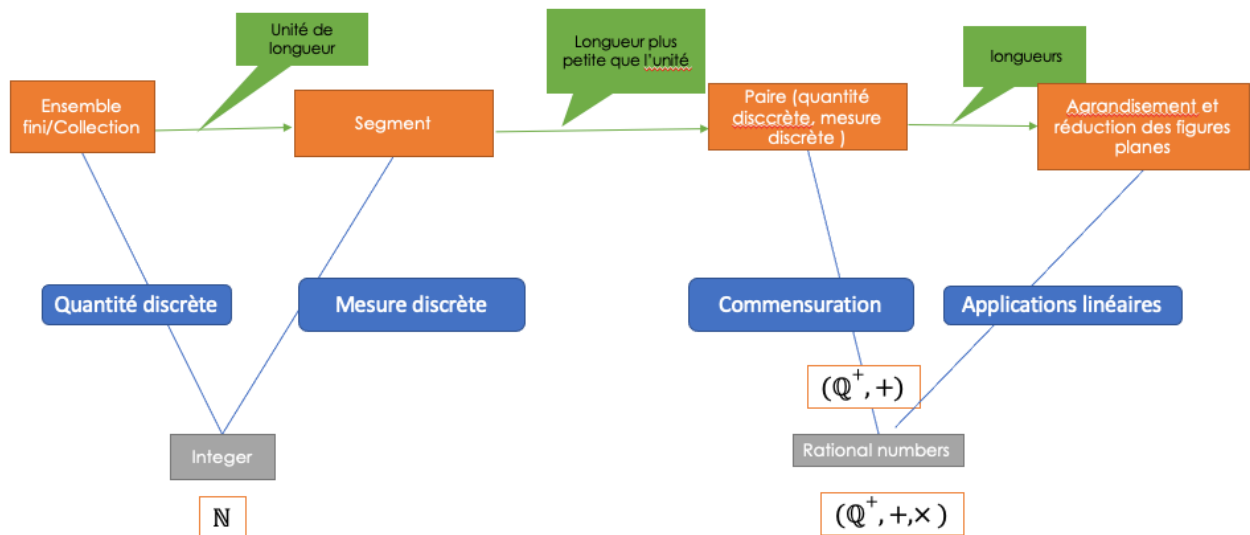 Unité de
longueur
Longueur plus
petite que l'unité
longueurs
Ensemble
fini/Collection
Segment
Paire (quantité
disccrète, mesure
discrète )
Agrandisement et
réduction des figures
planes
Quantité discrète
Mesure discrète
Commensuration
Applications linéaires
(ℚ⁺, +)
Integer
Rational numbers
ℕ
(ℚ⁺, +,× )